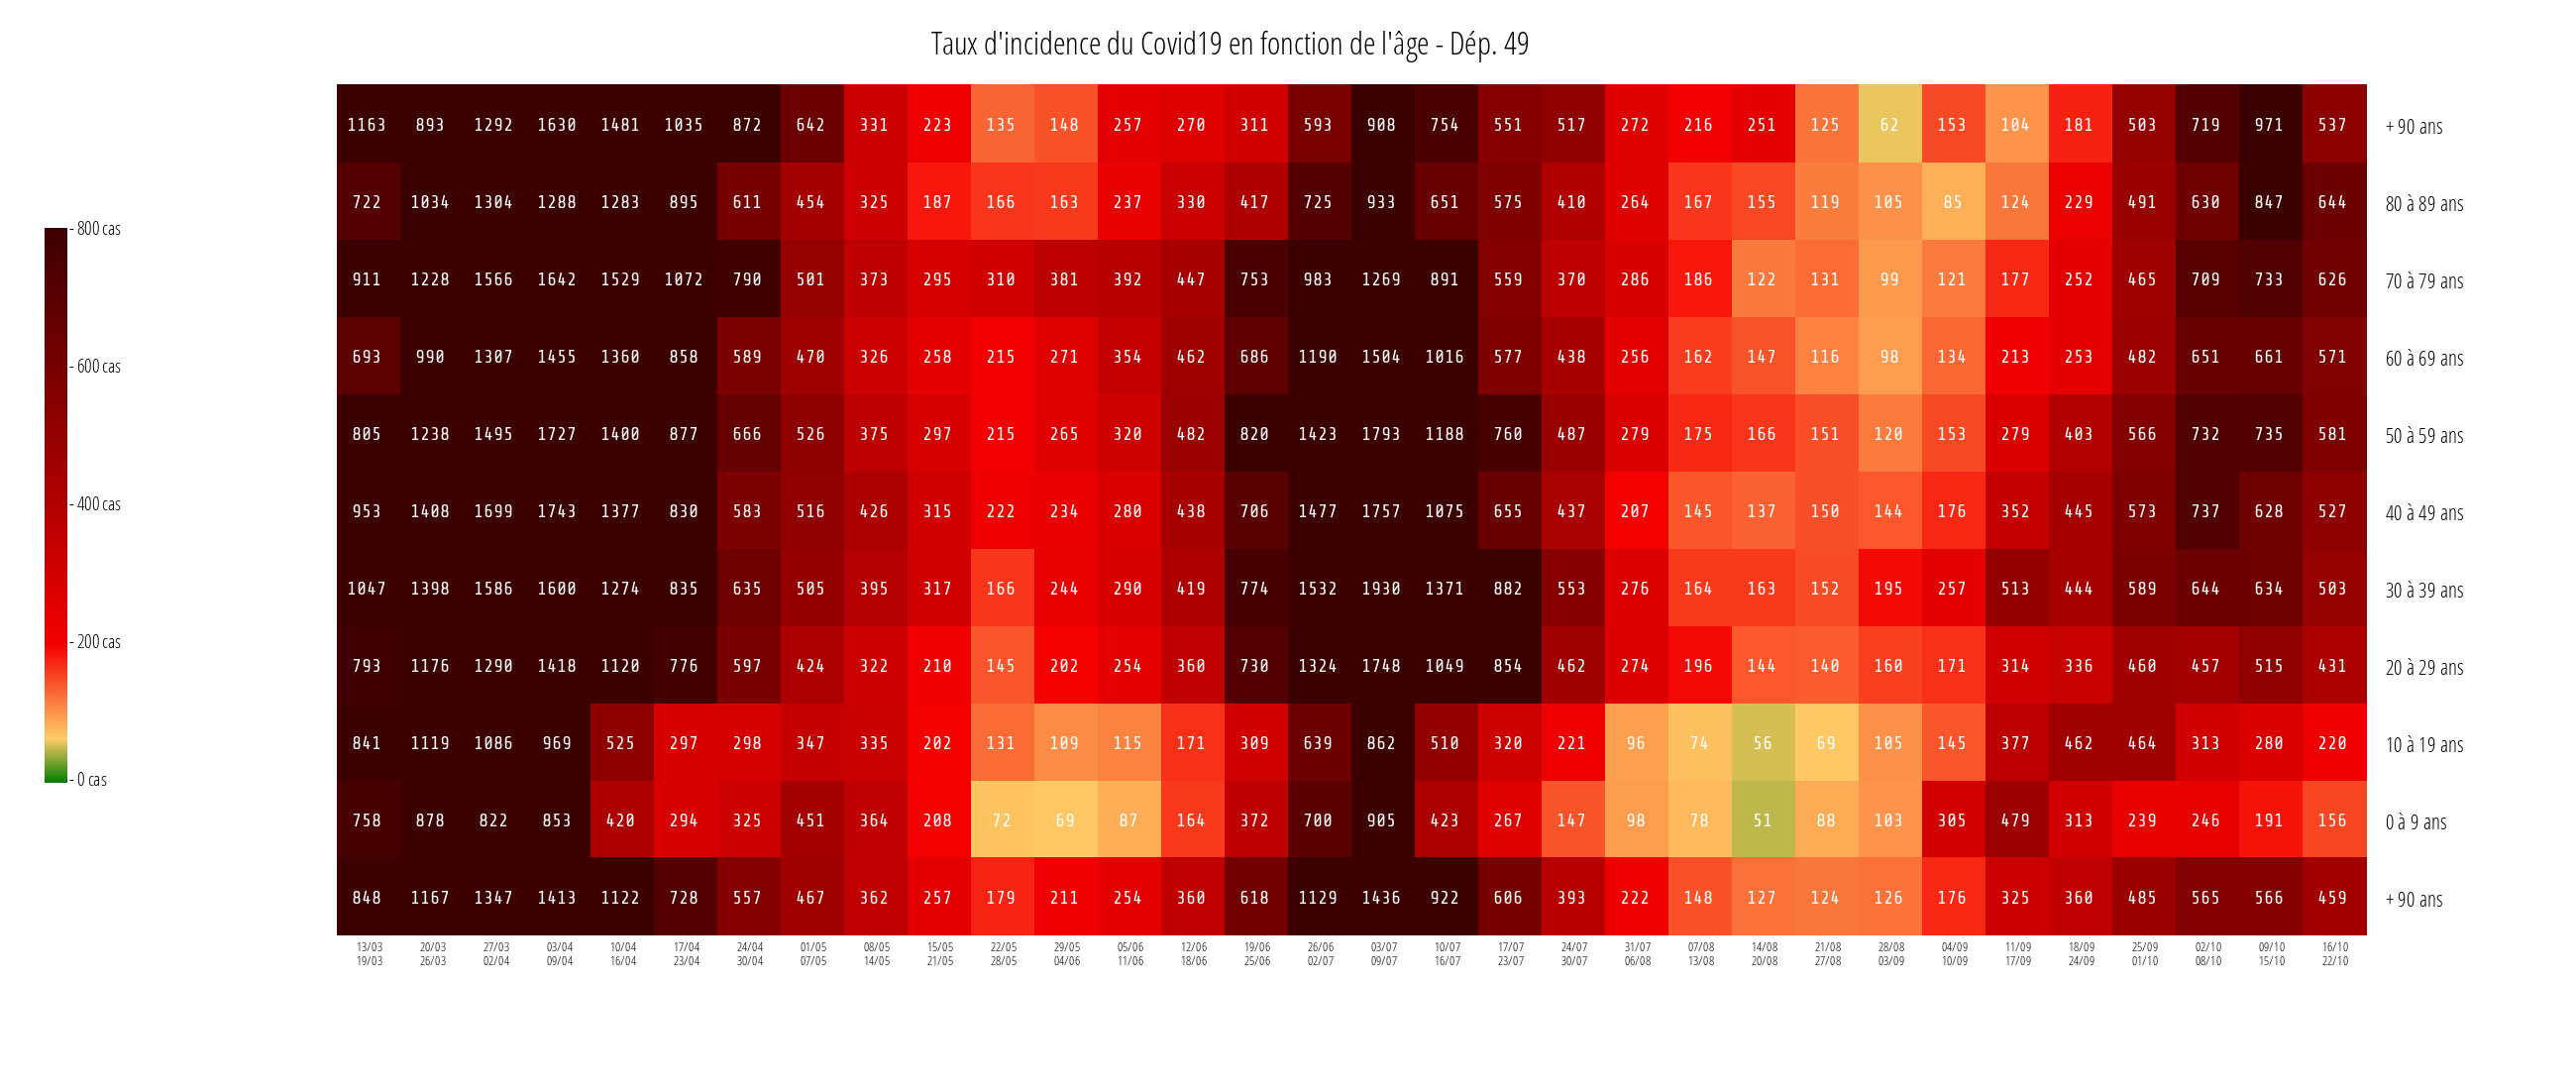 Taux d'incidence du Covid19 en fonction de l'âge - Dép. 49
- 800 cas
- 600 cas
- 400 cas
- 200 cas
- 0 cas
1163 893 1292 1630 1481 1035 872 642 331 223 135 148 257 270 311 593 908 754 551 517 272 216 251 125 62 153 104 181 503 719 971 537 + 90 ans
722 1034 1304 1288 1283 895 611 454 325 187 166 163 237 330 417 725 933 651 575 410 264 167 155 119 105 85 124 229 491 630 847 644 80 à 89 ans
911 1228 1566 1642 1529 1072 790 501 373 295 310 381 392 447 753 983 1269 891 559 370 286 186 122 131 99 121 177 252 465 709 733 626 70 à 79 ans
693 990 1307 1455 1360 858 589 470 326 258 215 271 354 462 686 1190 1504 1016 577 438 256 162 147 116 98 134 213 253 482 651 661 571 60 à 69 ans
805 1238 1495 1727 1400 877 666 526 375 297 215 265 320 482 820 1423 1793 1188 760 487 279 175 166 151 120 153 279 403 566 732 735 581 50 à 59 ans
953 1408 1699 1743 1377 830 583 516 426 315 222 234 280 438 706 1477 1757 1075 655 437 207 145 137 150 144 176 352 445 573 737 628 527 40 à 49 ans
1047 1398 1586 1600 1274 835 635 505 395 317 166 244 290 419 774 1532 1930 1371 882 553 276 164 163 152 195 257 513 444 589 644 634 503 30 à 39 ans
793 1176 1290 1418 1120 776 597 424 322 210 145 202 254 360 730 1324 1748 1049 854 462 274 196 144 140 160 171 314 336 460 457 515 431 20 à 29 ans
841 1119 1086 969 525 297 298 347 335 202 131 109 115 171 309 639 862 510 320 221 96 74 56 69 105 145 377 462 464 313 280 220 10 à 19 ans
758 878 822 853 420 294 325 451 364 208 72 69 87 164 372 700 905 423 267 147 98 78 51 88 103 305 479 313 239 246 191 156 0 à 9 ans
848 1167 1347 1413 1122 728 557 467 362 257 179 211 254 360 618 1129 1436 922 606 393 222 148 127 124 126 176 325 360 485 565 566 459 + 90 ans
13/03 20/03 27/03 03/04 10/04 17/04 24/04 01/05 08/05 15/05 22/05 29/05 05/06 12/06 19/06 26/06 03/07 10/07 17/07 24/07 31/07 07/08 14/08 21/08 28/08 04/09 11/09 18/09 25/09 02/10 09/10 16/10
19/03 26/03 02/04 09/04 16/04 23/04 30/04 07/05 14/05 21/05 28/05 04/06 11/06 18/06 25/06 02/07 09/07 16/07 23/07 30/07 06/08 13/08 20/08 27/08 03/09 10/09 17/09 24/09 01/10 08/10 15/10 22/10